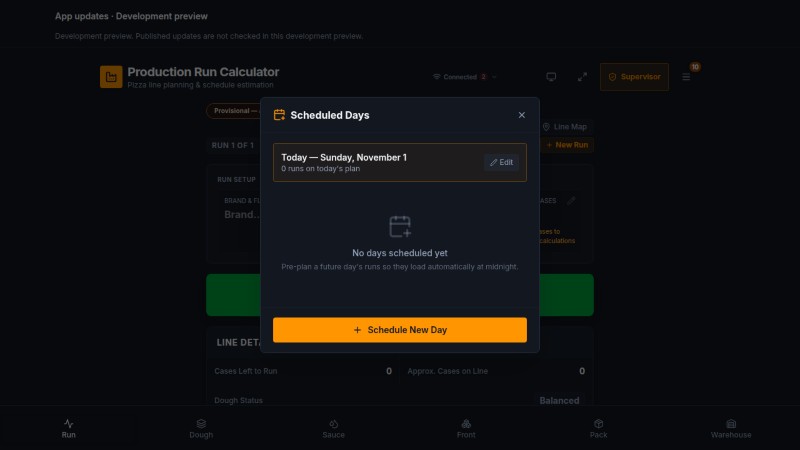 App updates · Development preview
Development preview. Published updates are not checked in this development preview.
Production Run Calculator
Pizza line planning & schedule estimation
Connected 2
Supervisor
10
Provisional —
Line Map
RUN 1 OF 1
+ New Run
RUN SETUP
BRAND & FL
ASES
Brand..
ases to
calculations
Scheduled Days
Today — Sunday, November 1
0 runs on today's plan
Edit
No days scheduled yet
Pre-plan a future day's runs so they load automatically at midnight.
+ Schedule New Day
LINE DETA
Cases Left to Run 0
Approx. Cases on Line 0
Dough Status Balanced
Run
Dough
Sauce
Front
Pack
Warehouse